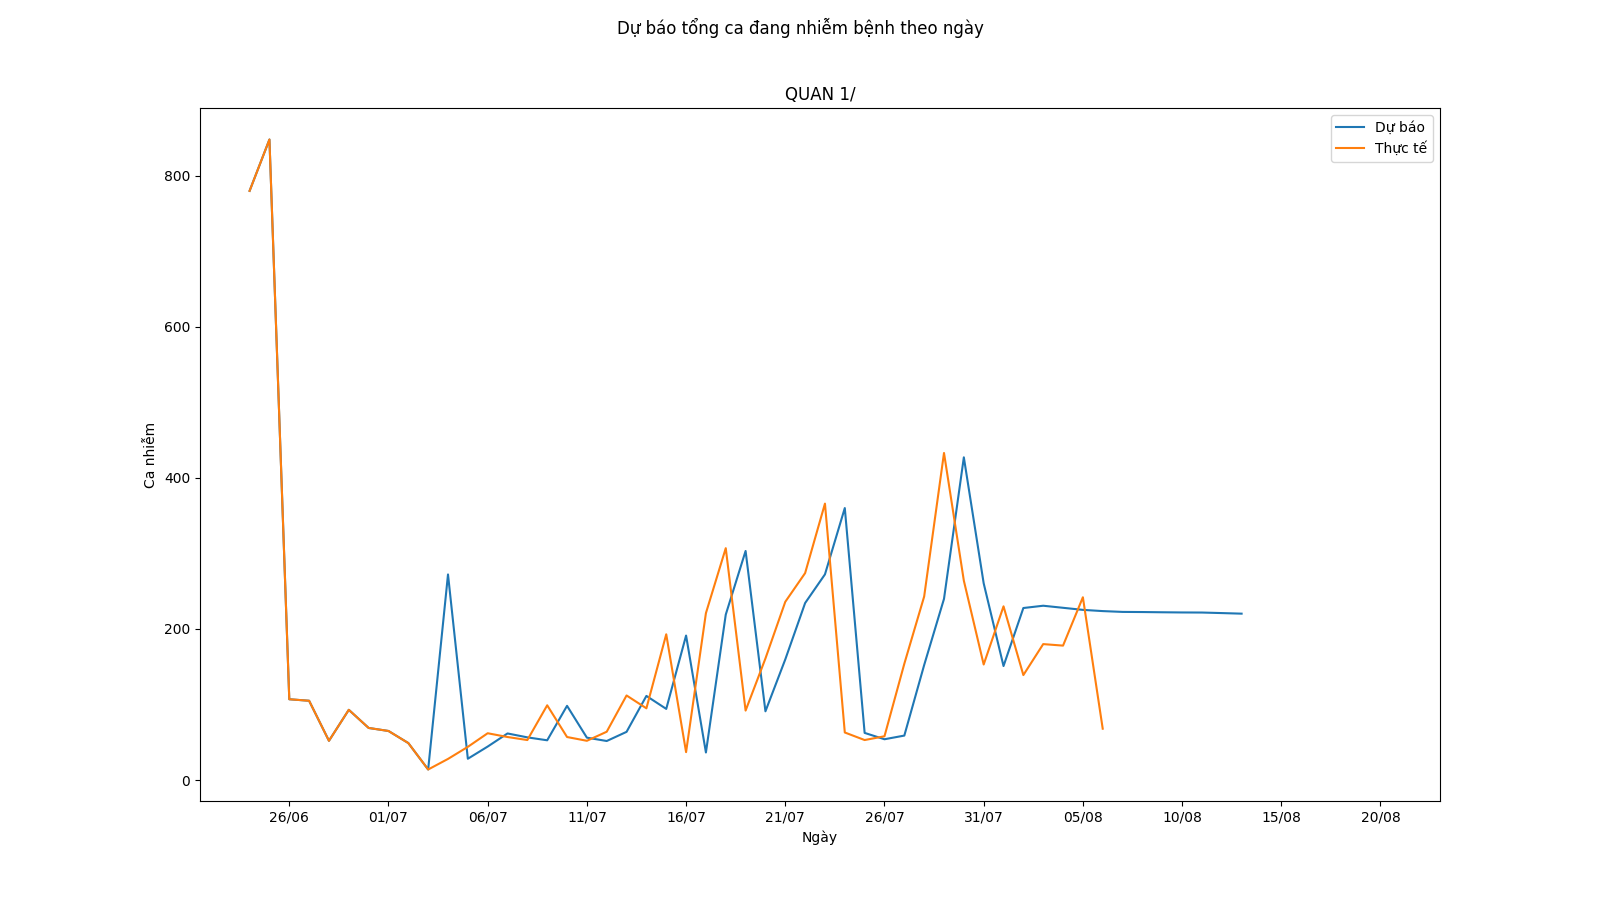 Dự báo tổng ca đang nhiễm bệnh theo ngày
QUAN 1/
Dự báo
Thực tế
800
600
400
200
0
Ca nhiễm
26/06 01/07 06/07 11/07 16/07 21/07 26/07 31/07 05/08 10/08 15/08 20/08
Ngày